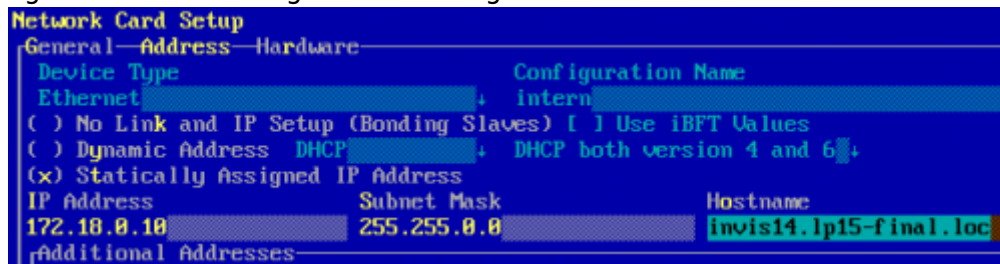 Network Card Setup
General—Address—Hardware
Device Type Configuration Name
Ethernet ↓ intern
( ) No Link and IP Setup (Bonding Slaves) [ ] Use iBFT Values
( ) Dynamic Address DHCP ↓ DHCP both version 4 and 6 ↓
(x) Statically Assigned IP Address
IP Address Subnet Mask Hostname
172.18.0.10 255.255.0.0 invis14.lp15-final.loc
Additional Addresses